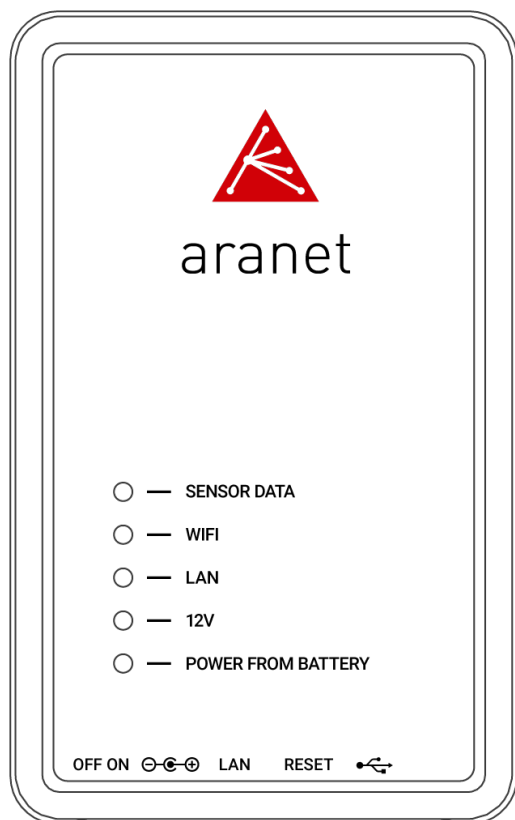 aranet
SENSOR DATA
WIFI
LAN
12V
POWER FROM BATTERY
OFF ON LAN RESET